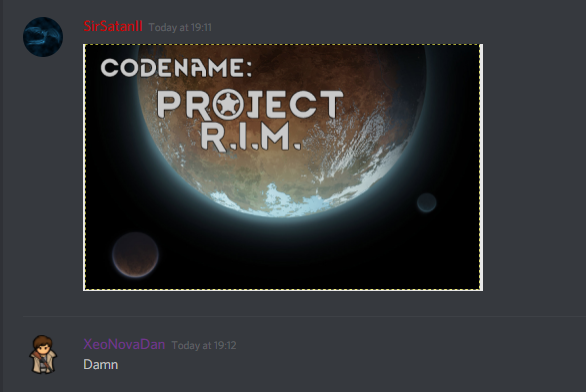 SirSatanII Today at 19:11
CODENAME:
PROJECT
R.I.M.
XeoNovaDan Today at 19:12
Damn